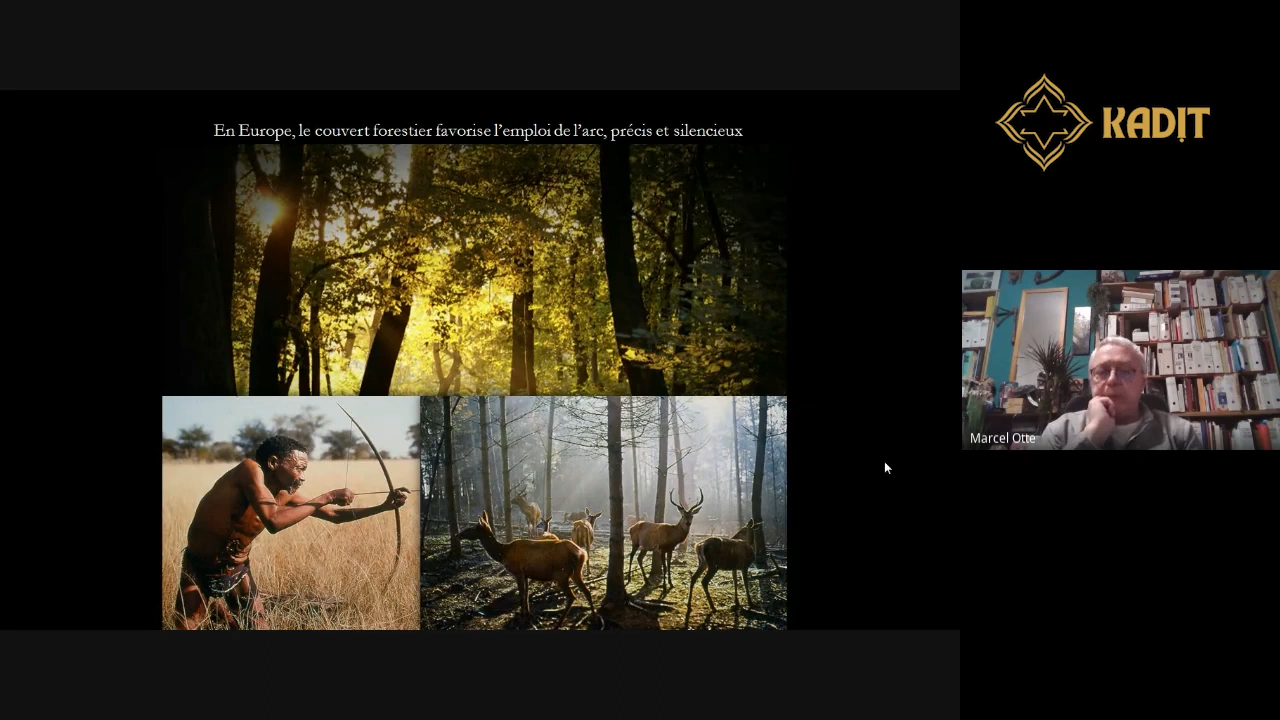 En Europe, le couvert forestier favorise l'emploi de l'arc, précis et silencieux
KADIT
Marcel Otte